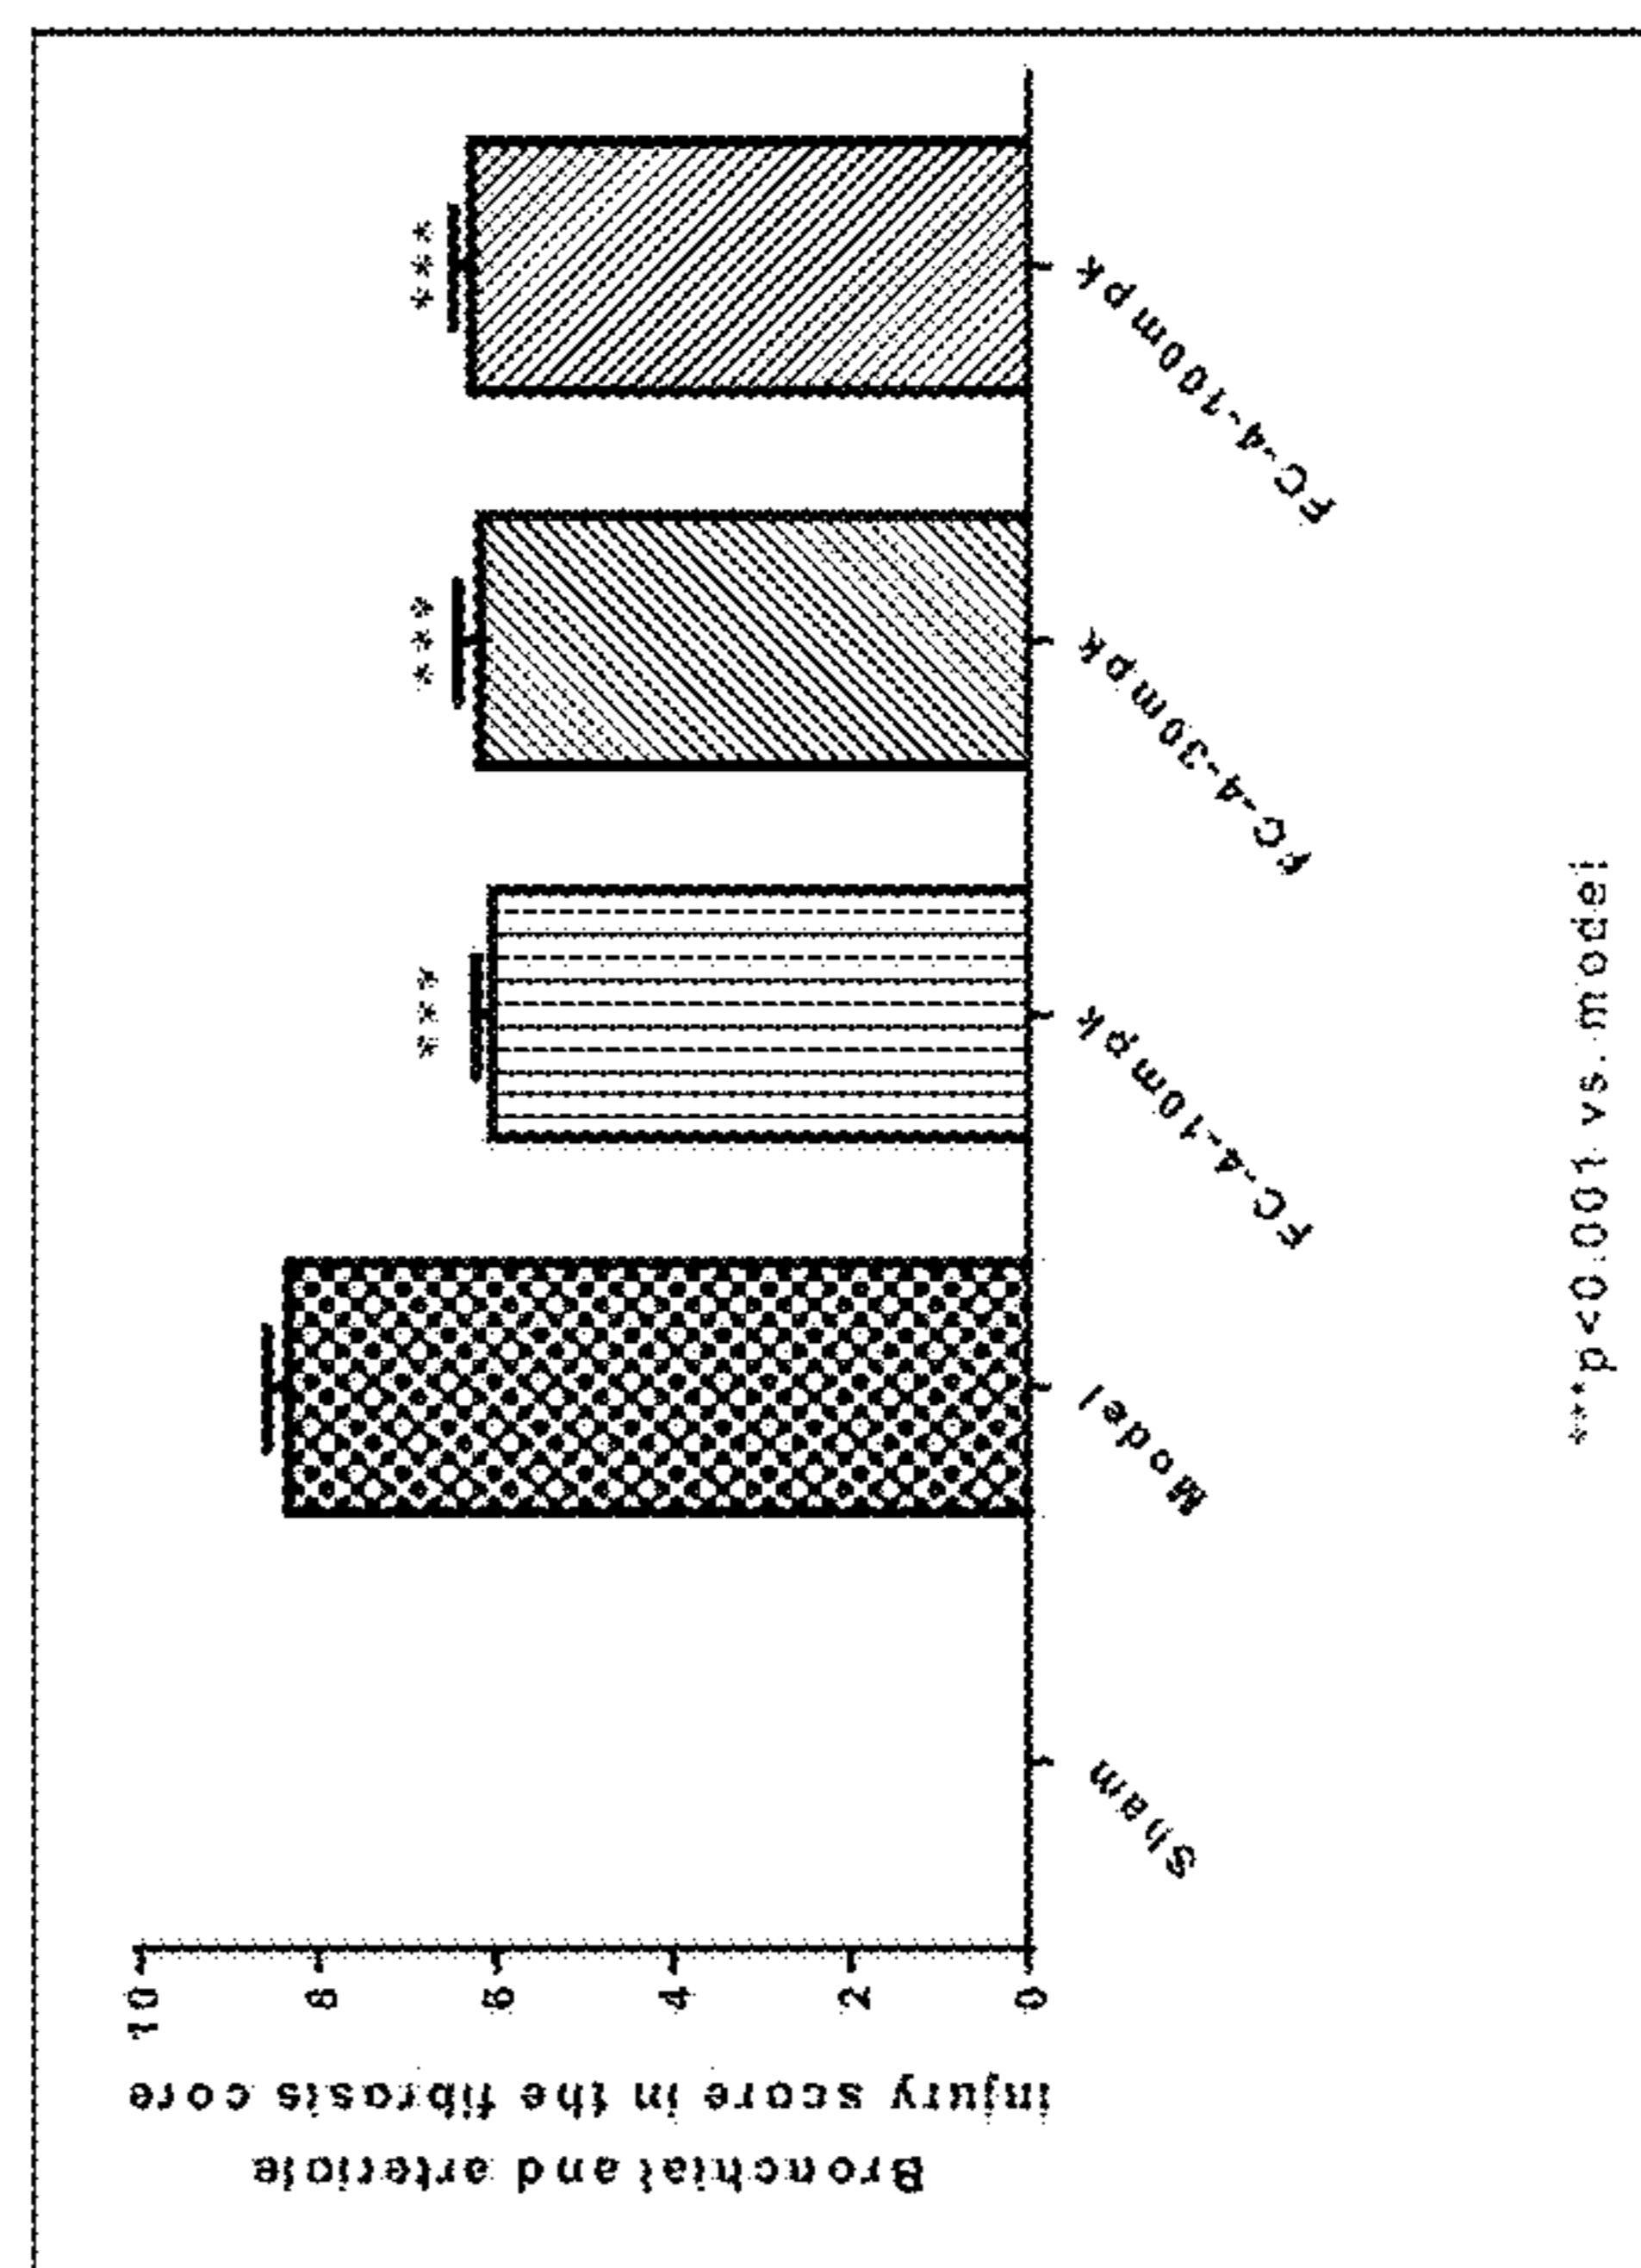 Bronchial and arteriole
injury score in the fibrosis core
10
8
6
4
2
0
***
***
***
Sham
Model
FC-4-10mpk
FC-4-30mpk
FC-4-100mpk
***p<0.001 vs. model